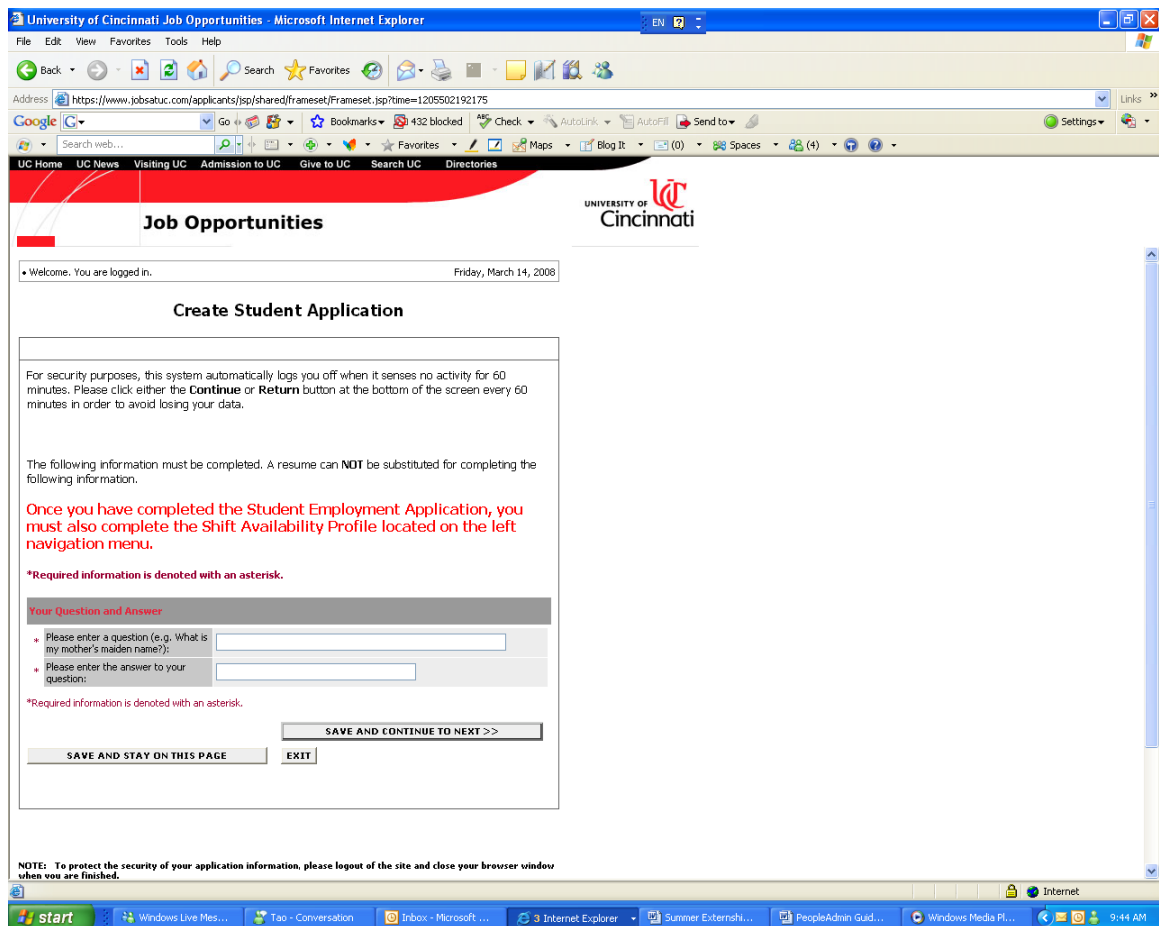 University of Cincinnati Job Opportunities - Microsoft Internet Explorer
EN
File Edit View Favorites Tools Help
Back Search Favorites
Address https://www.jobsatuc.com/applicants/jsp/shared/frameset/Frameset.jsp?time=1205502192175 Links »
Google G Go Bookmarks 432 blocked ABC Check AutoLink AutoFill Send to Settings
Search web... Favorites Maps Blog It (0) Spaces (4)
UC Home UC News Visiting UC Admission to UC Give to UC Search UC Directories
Job Opportunities
UNIVERSITY OF UC
Cincinnati
• Welcome. You are logged in. Friday, March 14, 2008
Create Student Application
For security purposes, this system automatically logs you off when it senses no activity for 60
minutes. Please click either the Continue or Return button at the bottom of the screen every 60
minutes in order to avoid losing your data.
The following information must be completed. A resume can NOT be substituted for completing the
following information.
Once you have completed the Student Employment Application, you
must also complete the Shift Availability Profile located on the left
navigation menu.
*Required information is denoted with an asterisk.
Your Question and Answer
* Please enter a question (e.g. What is
my mother's maiden name?):
* Please enter the answer to your
question:
*Required information is denoted with an asterisk.
SAVE AND CONTINUE TO NEXT >>
SAVE AND STAY ON THIS PAGE EXIT
NOTE: To protect the security of your application information, please logout of the site and close your browser window
when you are finished.
Internet
start Windows Live Mes... Tao - Conversation Inbox - Microsoft ... 3 Internet Explorer Summer Externshi... PeopleAdmin Guid... Windows Media Pl... 9:44 AM